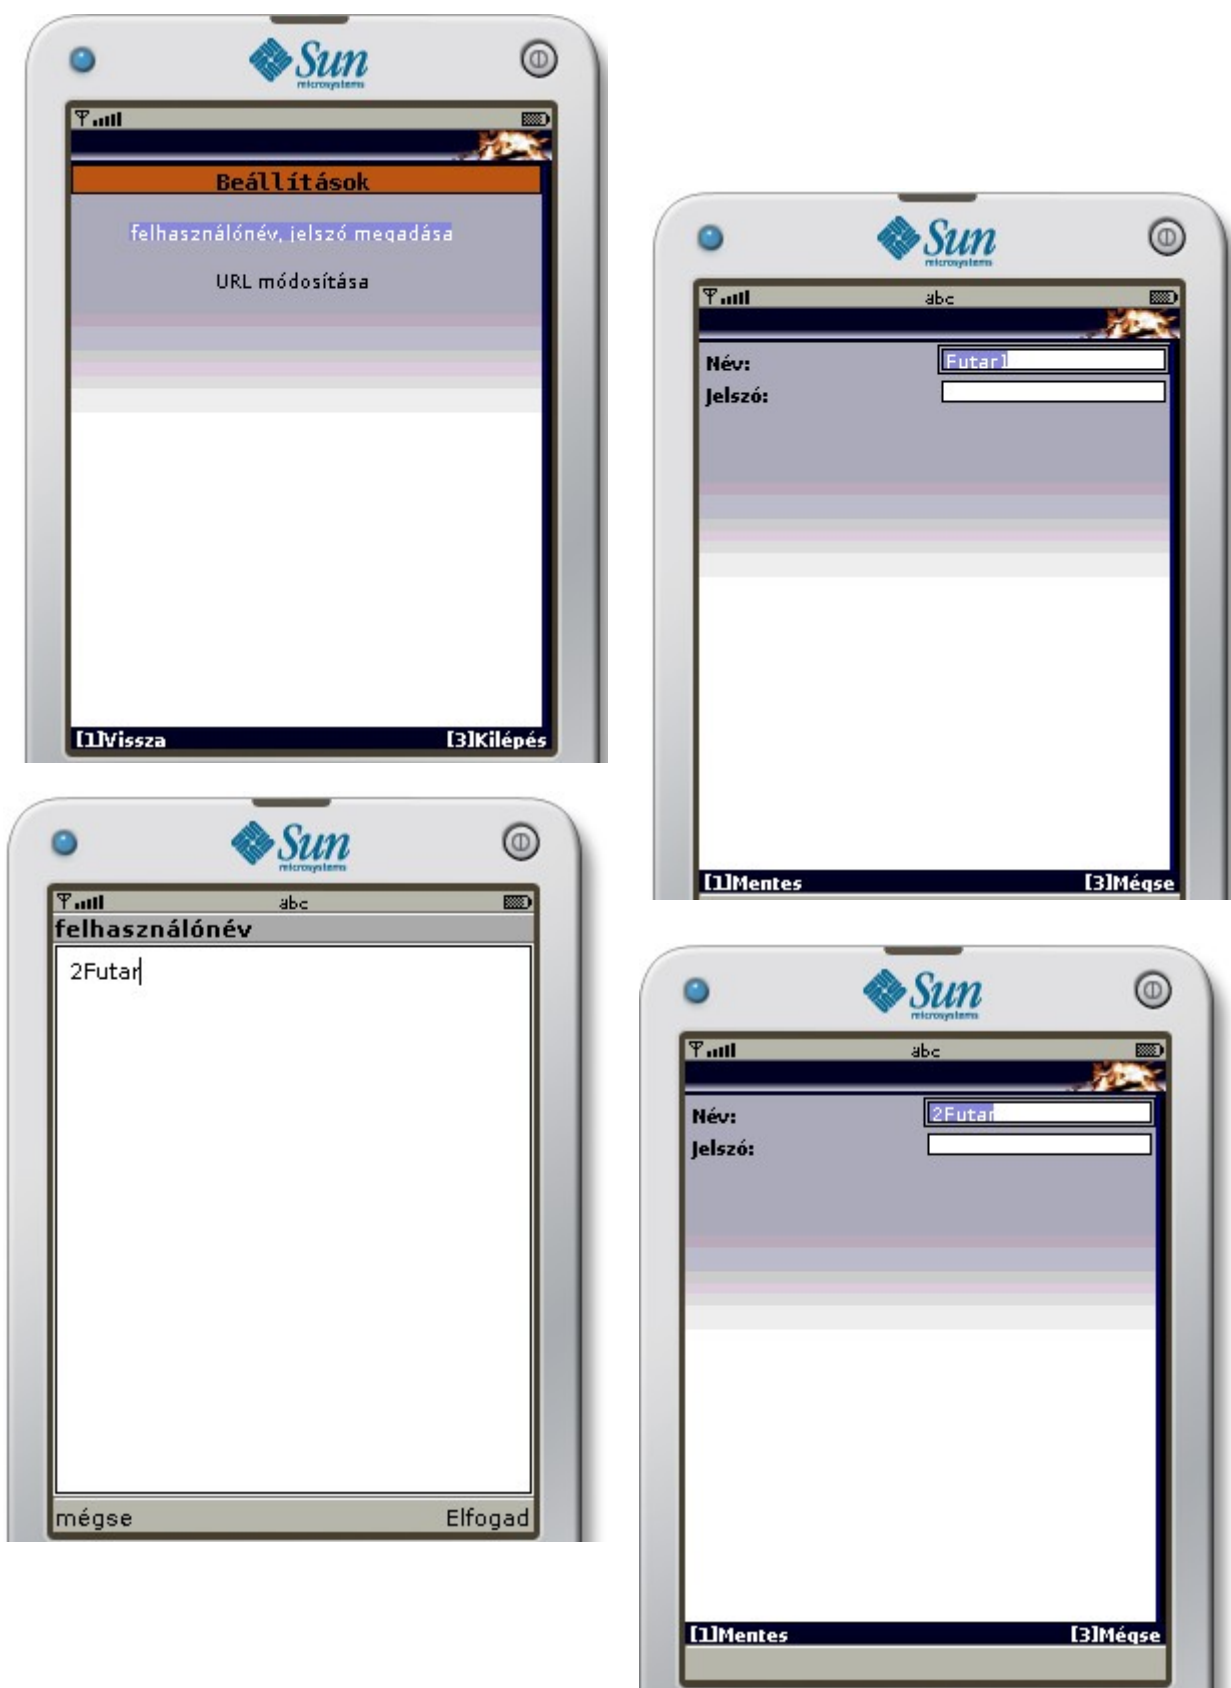 Sun
microsystems
Beállítások
felhasználónév, jelszó megadása
URL módosítása
[1]Vissza [3]Kilépés
Sun
microsystems
abc
Név: Futar1
Jelszó:
[1]Mentes [3]Mégse
Sun
microsystems
abc
felhasználónév
2Futar
mégse Elfogad
Sun
microsystems
abc
Név: 2Futar
Jelszó:
[1]Mentes [3]Mégse